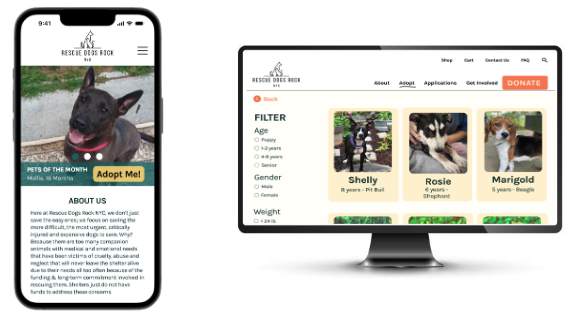 9:41
RESCUE DOGS ROCK
NYC
PETS OF THE MONTH
Mollie, 18 Months
Adopt Me!
ABOUT US
Here at Rescue Dogs Rock NYC, we don't just
save the easy ones; we focus on saving the
more difficult, the most urgent, critically
injured and expensive dogs to save. Why?
Because there are too many companion
animals with medical and emotional needs
that have been victims of cruelty, abuse and
neglect that will never leave the shelter alive
due to their needs all too often because of the
funding & long-term commitment involved in
rescuing them. Shelters just do not have
funds to address these concerns
Shop Cart Contact Us FAQ
RESCUE DOGS ROCK
NYC
About Adopt Applications Get Involved DONATE
Back
FILTER
Age
Puppy
1-3 years
4-6 years
Senior
Gender
Male
Female
Weight
Shelly
8 years - Pit Bull
Rosie
6 years -
Shepherd
Marigold
5 years - Beagle